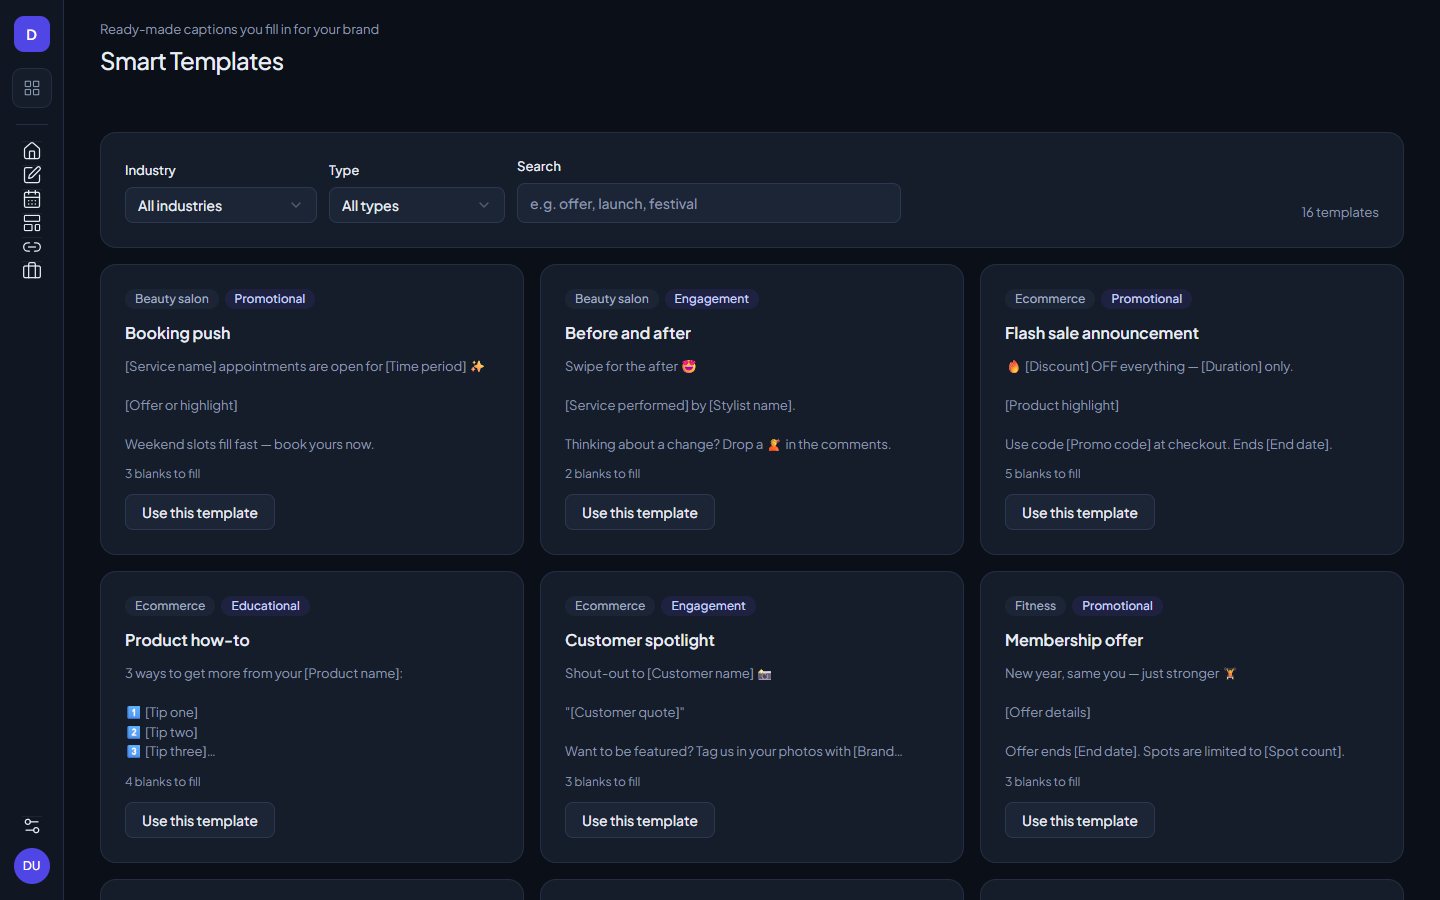 D
Ready-made captions you fill in for your brand
Smart Templates
Industry
All industries
Type
All types
Search
e.g. offer, launch, festival
16 templates
Beauty salon
Promotional
Booking push
[Service name] appointments are open for [Time period] ✨
[Offer or highlight]
Weekend slots fill fast — book yours now.
3 blanks to fill
Use this template
Beauty salon
Engagement
Before and after
Swipe for the after 🤩
[Service performed] by [Stylist name].
Thinking about a change? Drop a 💇 in the comments.
2 blanks to fill
Use this template
Ecommerce
Promotional
Flash sale announcement
🔥 [Discount] OFF everything — [Duration] only.
[Product highlight]
Use code [Promo code] at checkout. Ends [End date].
5 blanks to fill
Use this template
Ecommerce
Educational
Product how-to
3 ways to get more from your [Product name]:
1️⃣ [Tip one]
2️⃣ [Tip two]
3️⃣ [Tip three]…
4 blanks to fill
Use this template
Ecommerce
Engagement
Customer spotlight
Shout-out to [Customer name] 📸
"[Customer quote]"
Want to be featured? Tag us in your photos with [Brand…
3 blanks to fill
Use this template
Fitness
Promotional
Membership offer
New year, same you — just stronger 🏋️
[Offer details]
Offer ends [End date]. Spots are limited to [Spot count].
3 blanks to fill
Use this template
DU